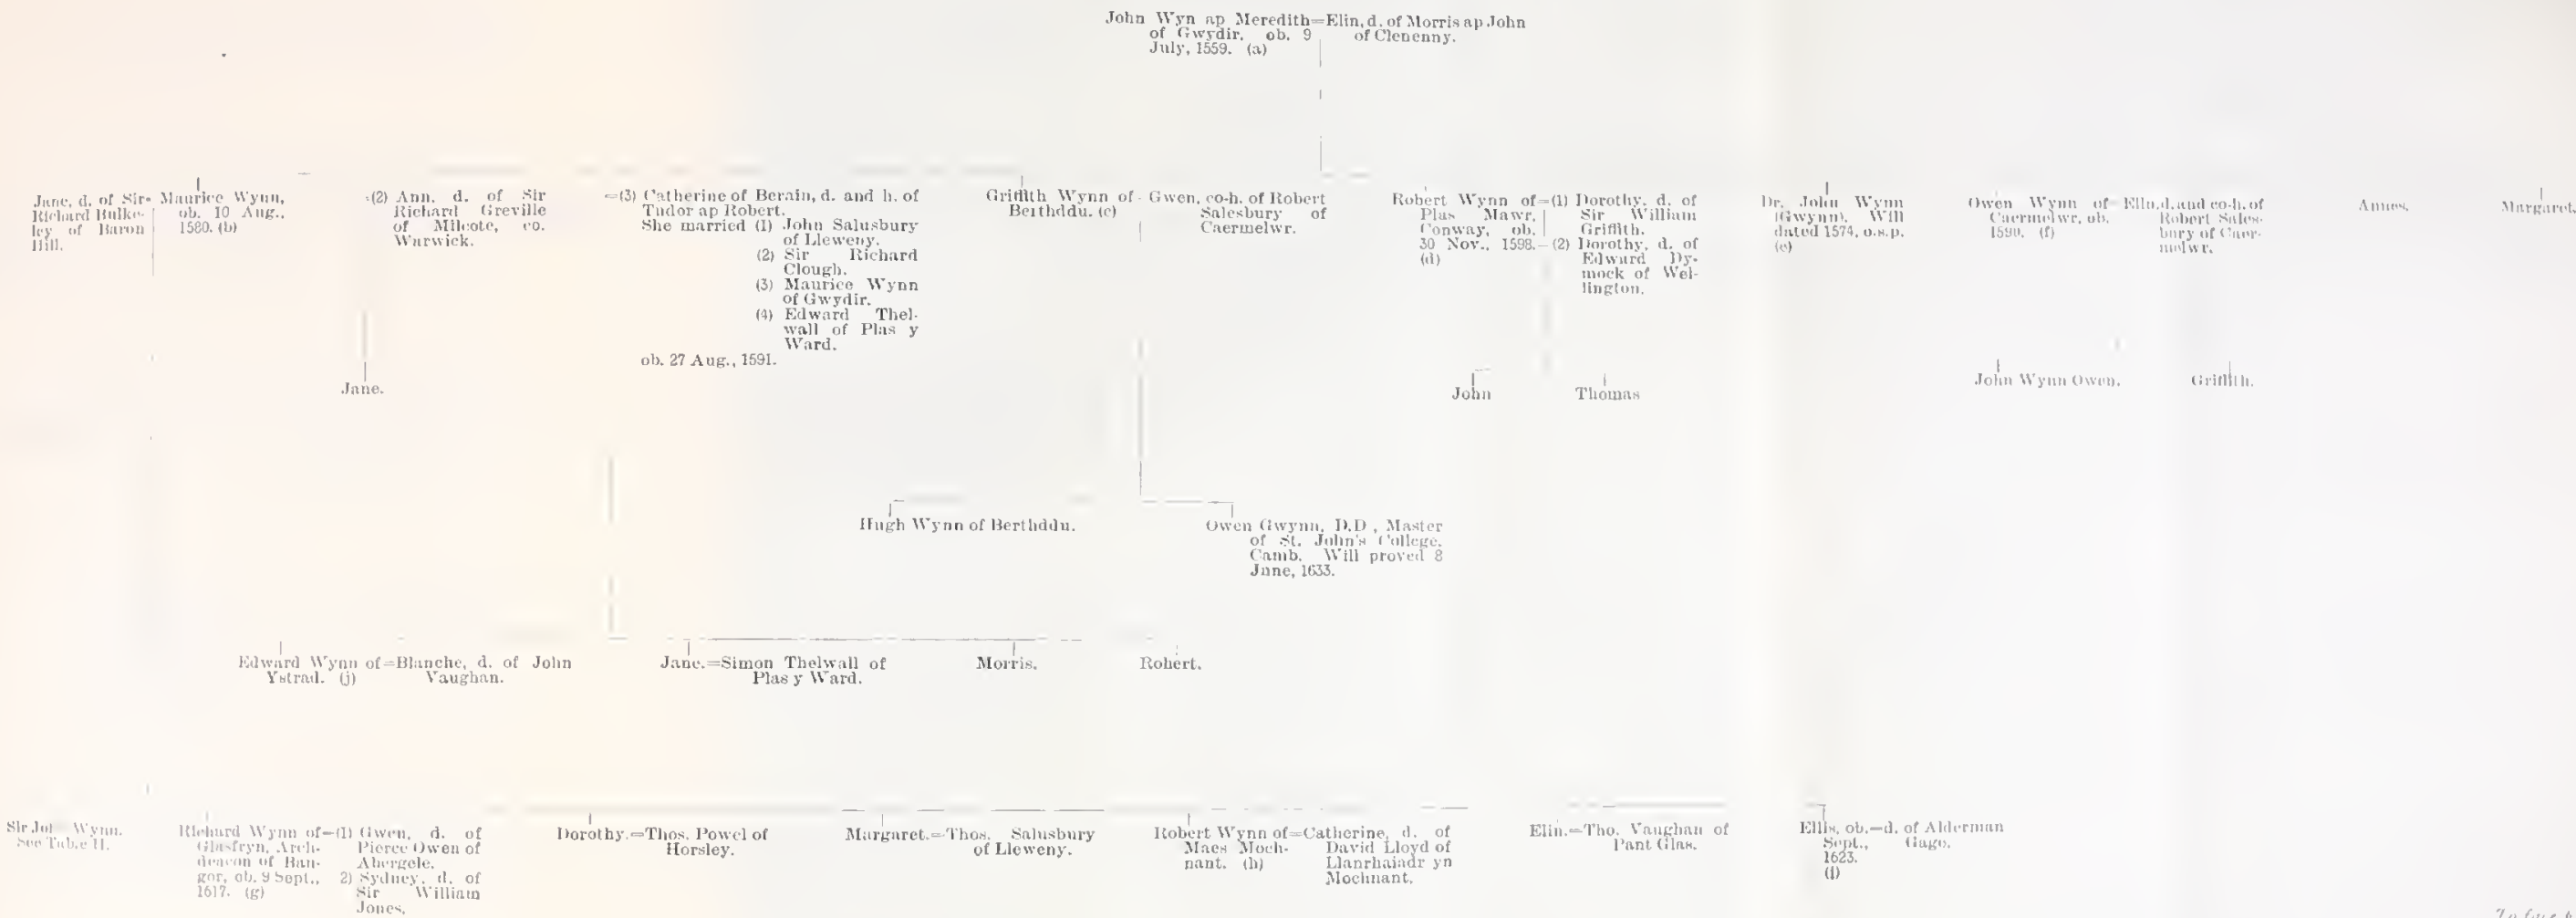 John Wyn ap Meredith=Elin, d. of Morris ap John
of Gwydir. ob. 9 of Clenenny.
July, 1559. (a)
Jane, d. of Sir=
Richard Bulke-
ley of Baron
Hill.
Maurice Wynn,
ob. 10 Aug.,
1580. (b)
=(2) Ann, d. of Sir
Richard Greville
of Milcote, co.
Warwick.
=(3) Catherine of Berain, d. and h. of
Tudor ap Robert.
She married (1) John Salusbury
of Lleweny.
(2) Sir Richard
Clough.
(3) Maurice Wynn
of Gwydir.
(4) Edward Thel-
wall of Plas y
Ward.
ob. 27 Aug., 1591.
Griffith Wynn of
Berthddu. (c)
Gwen, co-h. of Robert
Salesbury of
Caermelwr.
Robert Wynn of
Plas Mawr,
Conway, ob.
30 Nov., 1598.
(d)
=(1) Dorothy, d. of
Sir William
Griffith.
=(2) Dorothy, d. of
Edward Dy-
mock of Wel-
lington.
Dr. John Wynn
(Gwynn). Will
dated 1574, o.s.p.
(e)
Owen Wynn of
Caermelwr, ob.
1590. (f)
=Elln, d. and co-h. of
Robert Sales-
bury of Caer-
melwr.
Annes.
Margaret.
Jane.
John
Thomas
John Wynn Owen.
Griffith.
Hugh Wynn of Berthddu.
Owen Gwynn, D.D., Master
of St. John's College,
Camb. Will proved 8
June, 1633.
Edward Wynn of=Blanche, d. of John
Ystrad. (j) Vaughan.
Jane.=Simon Thelwall of
Plas y Ward.
Morris.
Robert.
Sir John Wynn.
See Table II.
Richard Wynn of
Glasfryn, Arch-
deacon of Ban-
gor, ob. 9 Sept.,
1617. (g)
=(1) Gwen, d. of
Pierce Owen of
Abergele.
2) Sydney, d. of
Sir William
Jones.
Dorothy.=Thos. Powel of
Horsley.
Margaret.=Thos. Salusbury
of Lleweny.
Robert Wynn of
Maes Moch-
nant. (h)
=Catherine, d. of
David Lloyd of
Llanrhaiadr yn
Mochnant.
Elin.=Tho. Vaughan of
Pant Glas.
Ellis, ob.
Sept.,
1623.
(i)
=d. of Alderman
Gage.